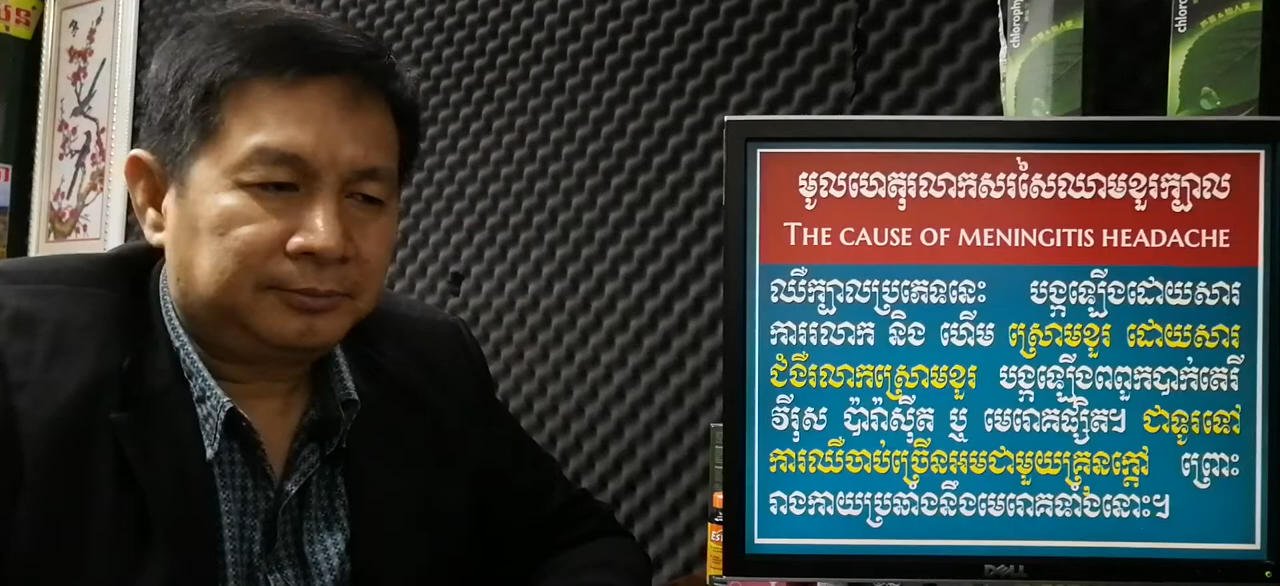 មូលហេតុរលាកសរសៃឈាមខួរក្បាល
THE CAUSE OF MENINGITIS HEADACHE
ឈឺក្បាលប្រភេទនេះ បង្កឡើងដោយសារ
ការរលាក និង ហើម ស្រោមខួរ ដោយសារ
ជំងឺរលាកស្រោមខួរ បង្កឡើងពពួកបាក់តេរី
វីរុស ប៉ារ៉ាស៊ីត ឬ មេរោគផ្សិត។ ជាទូរទៅ
ការឈឺចាប់ច្រើនអមជាមួយគ្រុនក្តៅ ព្រោះ
រាងកាយប្រឆាំងនឹងមេរោគទាំងនោះ។
DELL
chlorophy
chloro